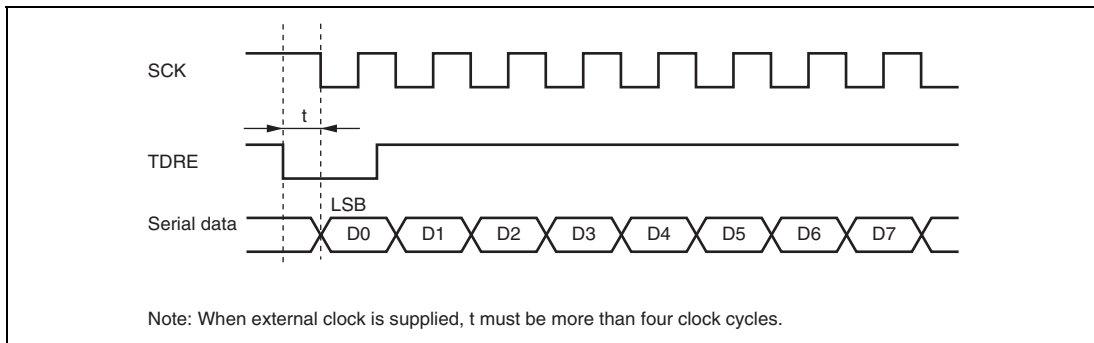 SCK
t
TDRE
LSB
Serial data
D0 D1 D2 D3 D4 D5 D6 D7
Note: When external clock is supplied, t must be more than four clock cycles.